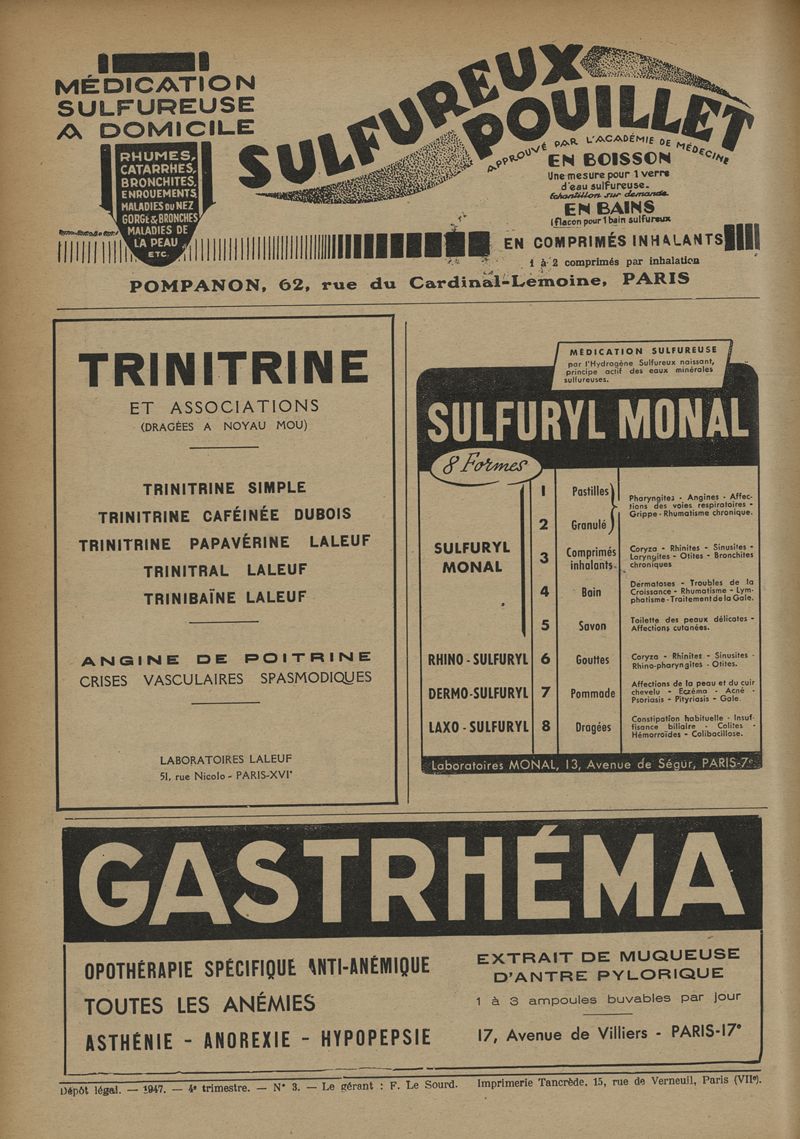 MÉDICATION
SULFUREUSE
A DOMICILE
RHUMES,
CATARRHES,
BRONCHITES,
ENROUEMENTS
MALADIES DU NEZ
GORGE & BRONCHES
MALADIES DE
LA PEAU
ETC.
SULFUREUX
POUILLET
APPROUVÉ PAR L'ACADÉMIE DE MÉDECINE
EN BOISSON
Une mesure pour 1 verre
d'eau sulfureuse.
Echantillon sur demande
EN BAINS
1 flacon pour 1 bain sulfureux
EN COMPRIMÉS INHALANTS
1 à 2 comprimés par inhalation
POMPANON, 62, rue du Cardinal-Lemoine, PARIS
TRINITRINE
ET ASSOCIATIONS
(DRAGÉES A NOYAU MOU)
TRINITRINE SIMPLE
TRINITRINE CAFÉINÉE DUBOIS
TRINITRINE PAPAVÉRINE LALEUF
TRINITRAL LALEUF
TRINIBAÏNE LALEUF
ANGINE DE POITRINE
CRISES VASCULAIRES SPASMODIQUES
LABORATOIRES LALEUF
51, rue Nicolo - PARIS-XVIe
MÉDICATION SULFUREUSE
par l'Hydrogène Sulfureux naissant,
principe actif des eaux minérales
sulfureuses.
SULFURYL MONAL
8 Formes
SULFURYL
MONAL
1 Pastilles
2 Granulé
Pharyngites - Angines - Affec-
tions des voies respiratoires -
Grippe - Rhumatisme chronique.
3 Comprimés
inhalants
Coryza - Rhinites - Sinusites -
Laryngites - Otites - Bronchites
chroniques
4 Bain
Dermatoses - Troubles de la
Croissance - Rhumatisme - Lym-
phatisme - Traitement de la Gale.
5 Savon
Toilette des peaux délicates -
Affections cutanées.
RHINO-SULFURYL 6 Gouttes
Coryza - Rhinites - Sinusites -
Rhino-pharyngites - Otites.
DERMO-SULFURYL 7 Pommade
Affections de la peau et du cuir
chevelu - Eczéma - Acné -
Psoriasis - Pityriasis - Gale.
LAXO-SULFURYL 8 Dragées
Constipation habituelle - Insuf-
fisance biliaire - Colites -
Hémorroïdes - Colibacillose.
Laboratoires MONAL, 13, Avenue de Ségur, PARIS-7e
GASTRHÉMA
OPOTHÉRAPIE SPÉCIFIQUE ANTI-ANÉMIQUE
TOUTES LES ANÉMIES
ASTHÉNIE - ANOREXIE - HYPOPEPSIE
EXTRAIT DE MUQUEUSE
D'ANTRE PYLORIQUE
1 à 3 ampoules buvables par jour
17, Avenue de Villiers - PARIS-17e
Dépôt légal. — 1947. — 4e trimestre. — N° 3. — Le gérant : F. Le Sourd. Imprimerie Tancrède, 15, rue de Verneuil, Paris (VIIe).